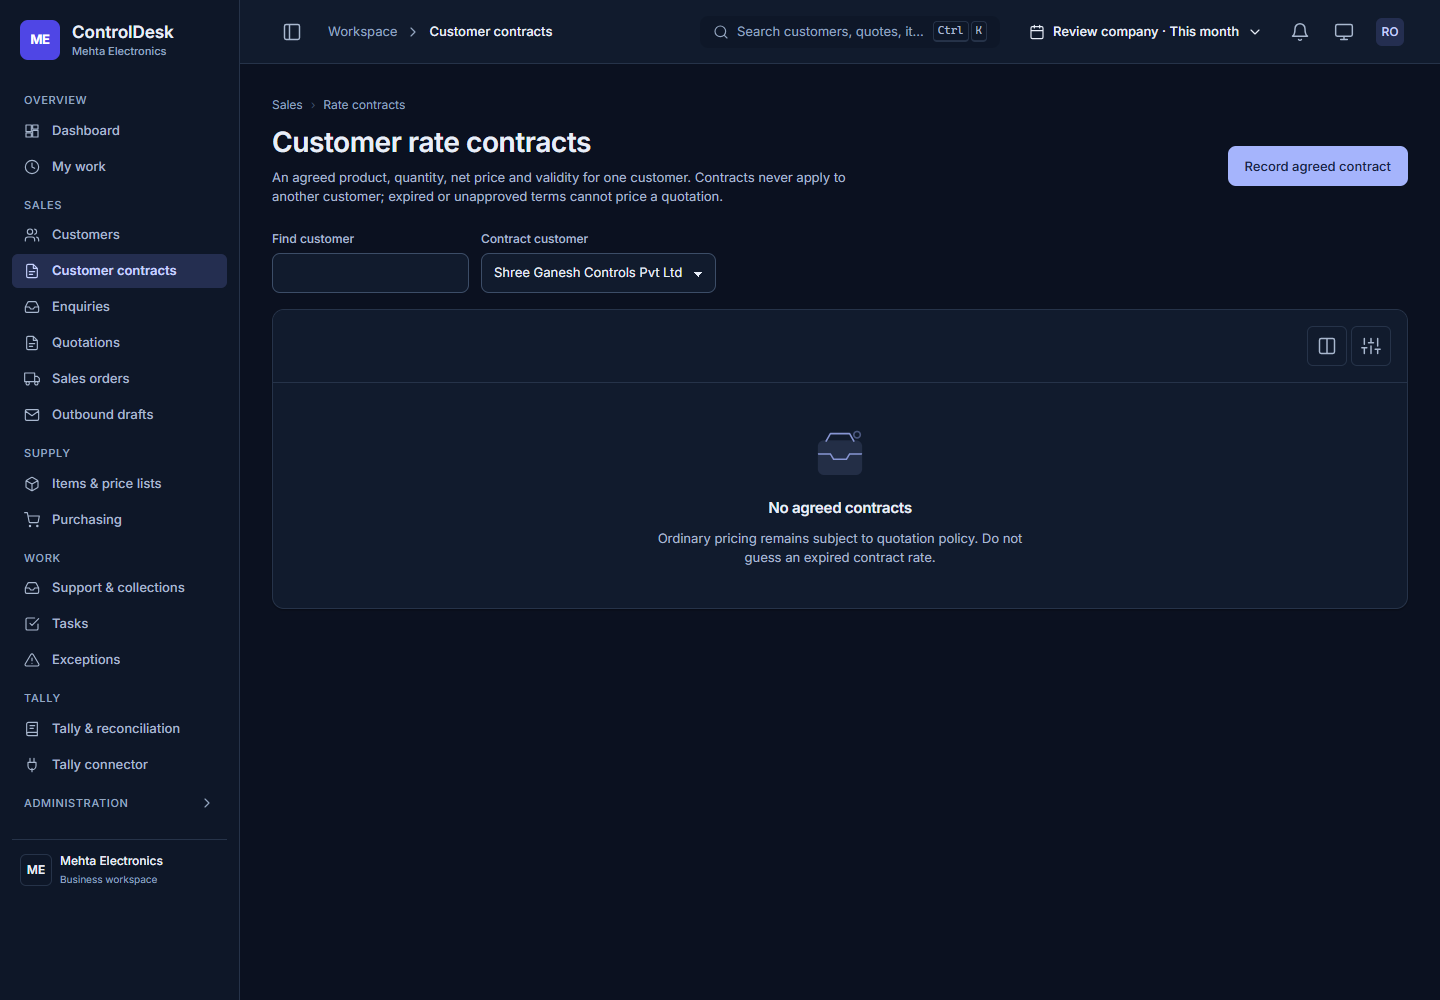 ME
ControlDesk
Mehta Electronics
OVERVIEW
Dashboard
My work
SALES
Customers
Customer contracts
Enquiries
Quotations
Sales orders
Outbound drafts
SUPPLY
Items & price lists
Purchasing
WORK
Support & collections
Tasks
Exceptions
TALLY
Tally & reconciliation
Tally connector
ADMINISTRATION
ME
Mehta Electronics
Business workspace
Workspace > Customer contracts
Search customers, quotes, it... Ctrl K
Review company · This month
RO
Sales › Rate contracts
Customer rate contracts
An agreed product, quantity, net price and validity for one customer. Contracts never apply to
another customer; expired or unapproved terms cannot price a quotation.
Record agreed contract
Find customer
Contract customer
Shree Ganesh Controls Pvt Ltd
No agreed contracts
Ordinary pricing remains subject to quotation policy. Do not
guess an expired contract rate.